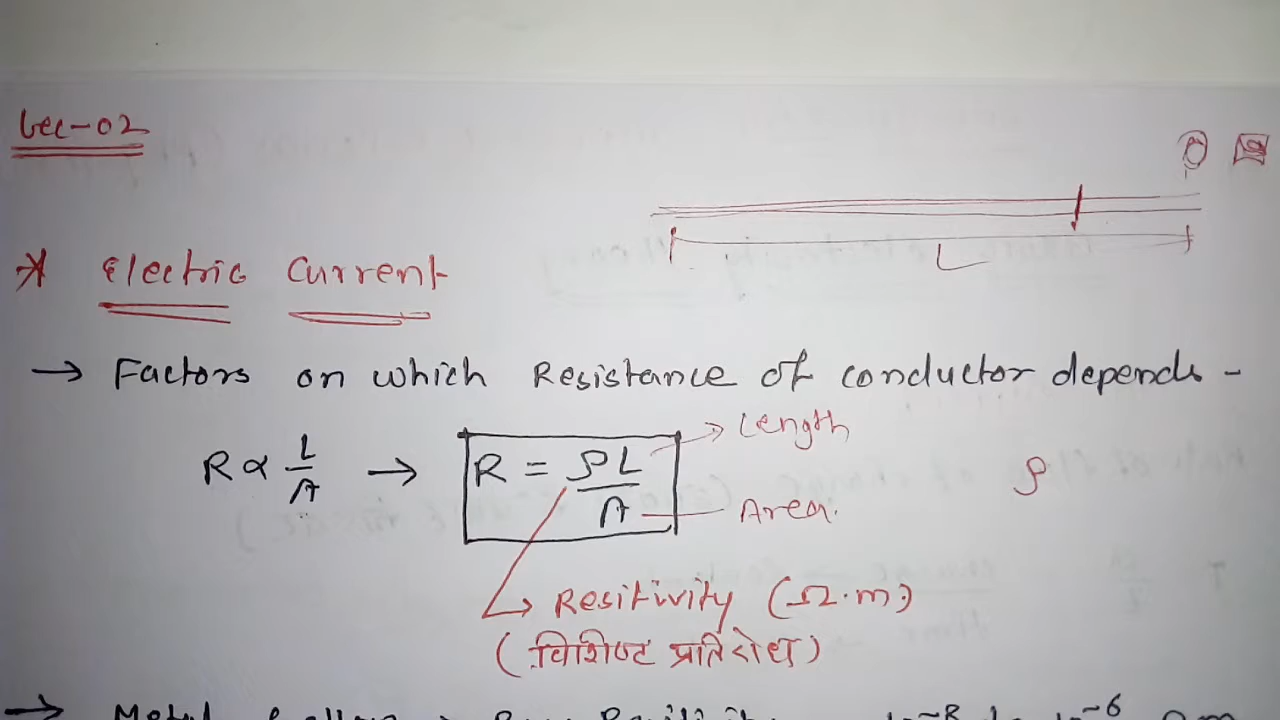 Lec-02
L
* Electric Current
→ Factors on which Resistance of conductor depends -
R ∝ L/A → R = ρL/A
Length
Area
ρ
Resitivity (Ω.m)
(विशिष्ट प्रतिरोध)